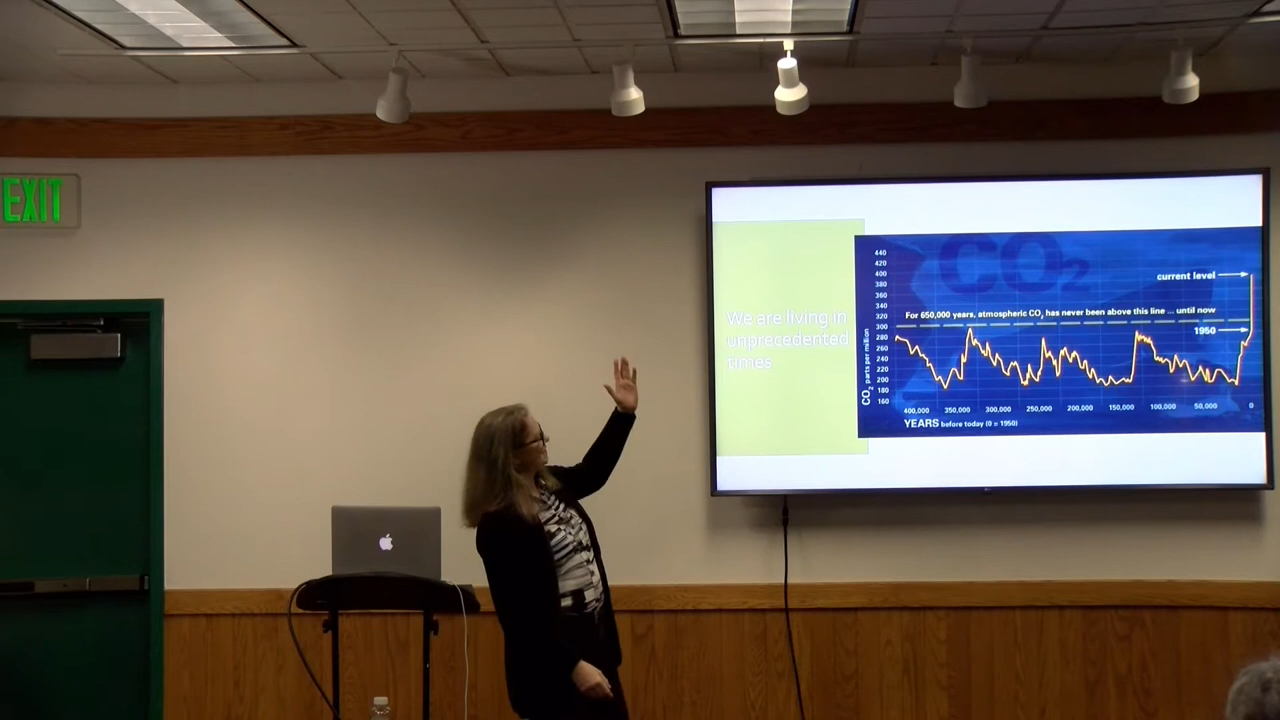 EXIT
We are living in
unprecedented
times
CO2
440
420
400
380
360
340
320
300
280
260
240
220
200
180
160
CO2 parts per million
current level
For 650,000 years, atmospheric CO2 has never been above this line ... until now
1950
400,000 350,000 300,000 250,000 200,000 150,000 100,000 50,000 0
YEARS before today (0 = 1950)